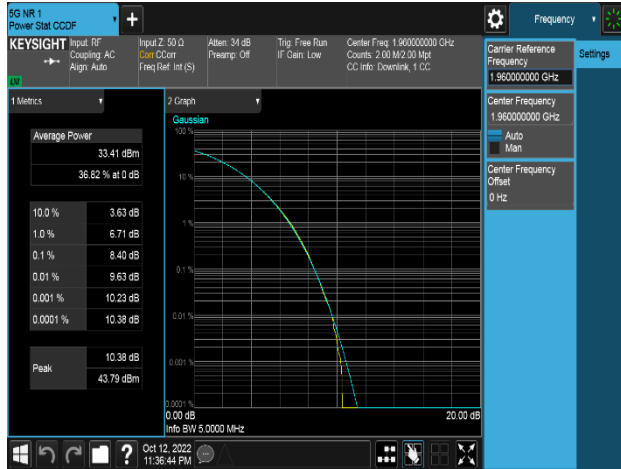 5G NR 1
Power Stat CCDF
Frequency
KEYSIGHT
Input: RF
Coupling: AC
Align: Auto
Input Z: 50 Ω
Corr CCorr
Freq Ref: Int (S)
Atten: 34 dB
Preamp: Off
Trig: Free Run
IF Gain: Low
Center Freq: 1.960000000 GHz
Counts: 2.00 M/2.00 Mpt
CC Info: Downlink, 1 CC
Carrier Reference
Frequency
1.960000000 GHz
Settings
Center Frequency
1.960000000 GHz
Auto
Man
Center Frequency
Offset
0 Hz
1 Metrics
Average Power
33.41 dBm
36.82 % at 0 dB
10.0 % 3.63 dB
1.0 % 6.71 dB
0.1 % 8.40 dB
0.01 % 9.63 dB
0.001 % 10.23 dB
0.0001 % 10.38 dB
Peak
10.38 dB
43.79 dBm
2 Graph
Gaussian
100 %
10 %
1 %
0.1 %
0.01 %
0.001 %
0.0001 %
0.00 dB 20.00 dB
Info BW 5.0000 MHz
?
Oct 12, 2022
11:36:44 PM